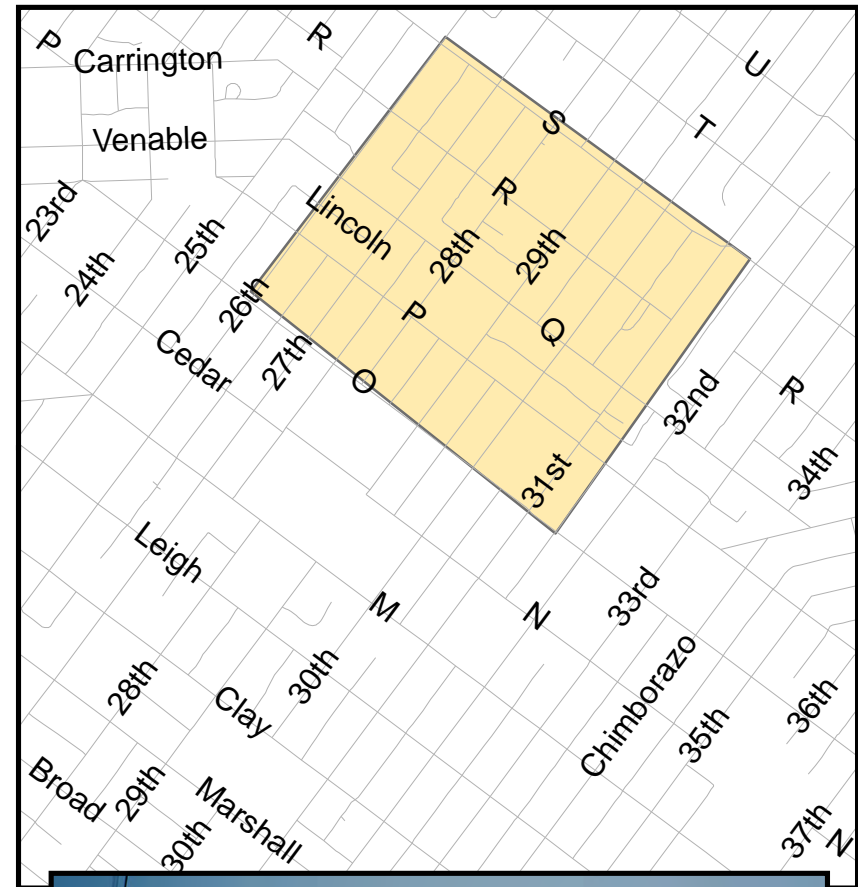 P
R
Carrington
U
S
T
Venable
R
23rd
Lincoln
25th
28th
29th
24th
26th
P
Q
Cedar
27th
O
32nd
R
31st
34th
Leigh
M
N
33rd
28th
30th
Clay
Chimborazo
36th
35th
Broad
29th
Marshall
30th
37th
N